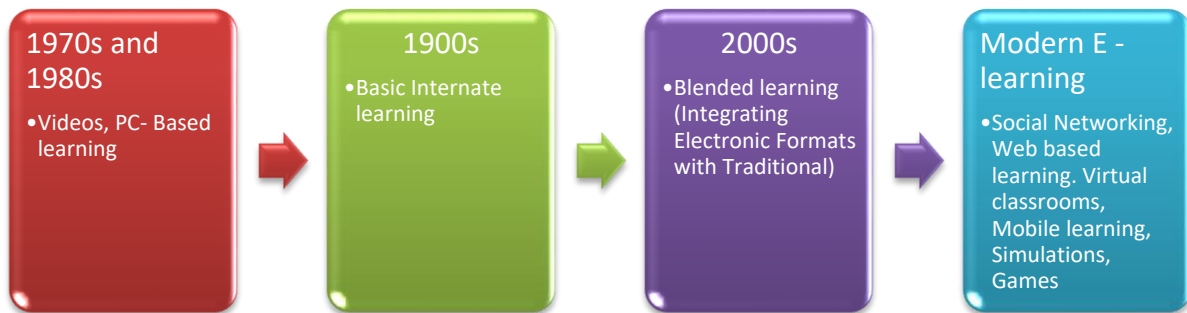 1970s and
1980s
•Videos, PC- Based
learning
1900s
•Basic Internate
learning
2000s
•Blended learning
(Integrating
Electronic Formats
with Traditional)
Modern E -
learning
•Social Networking,
Web based
learning. Virtual
classrooms,
Mobile learning,
Simulations,
Games